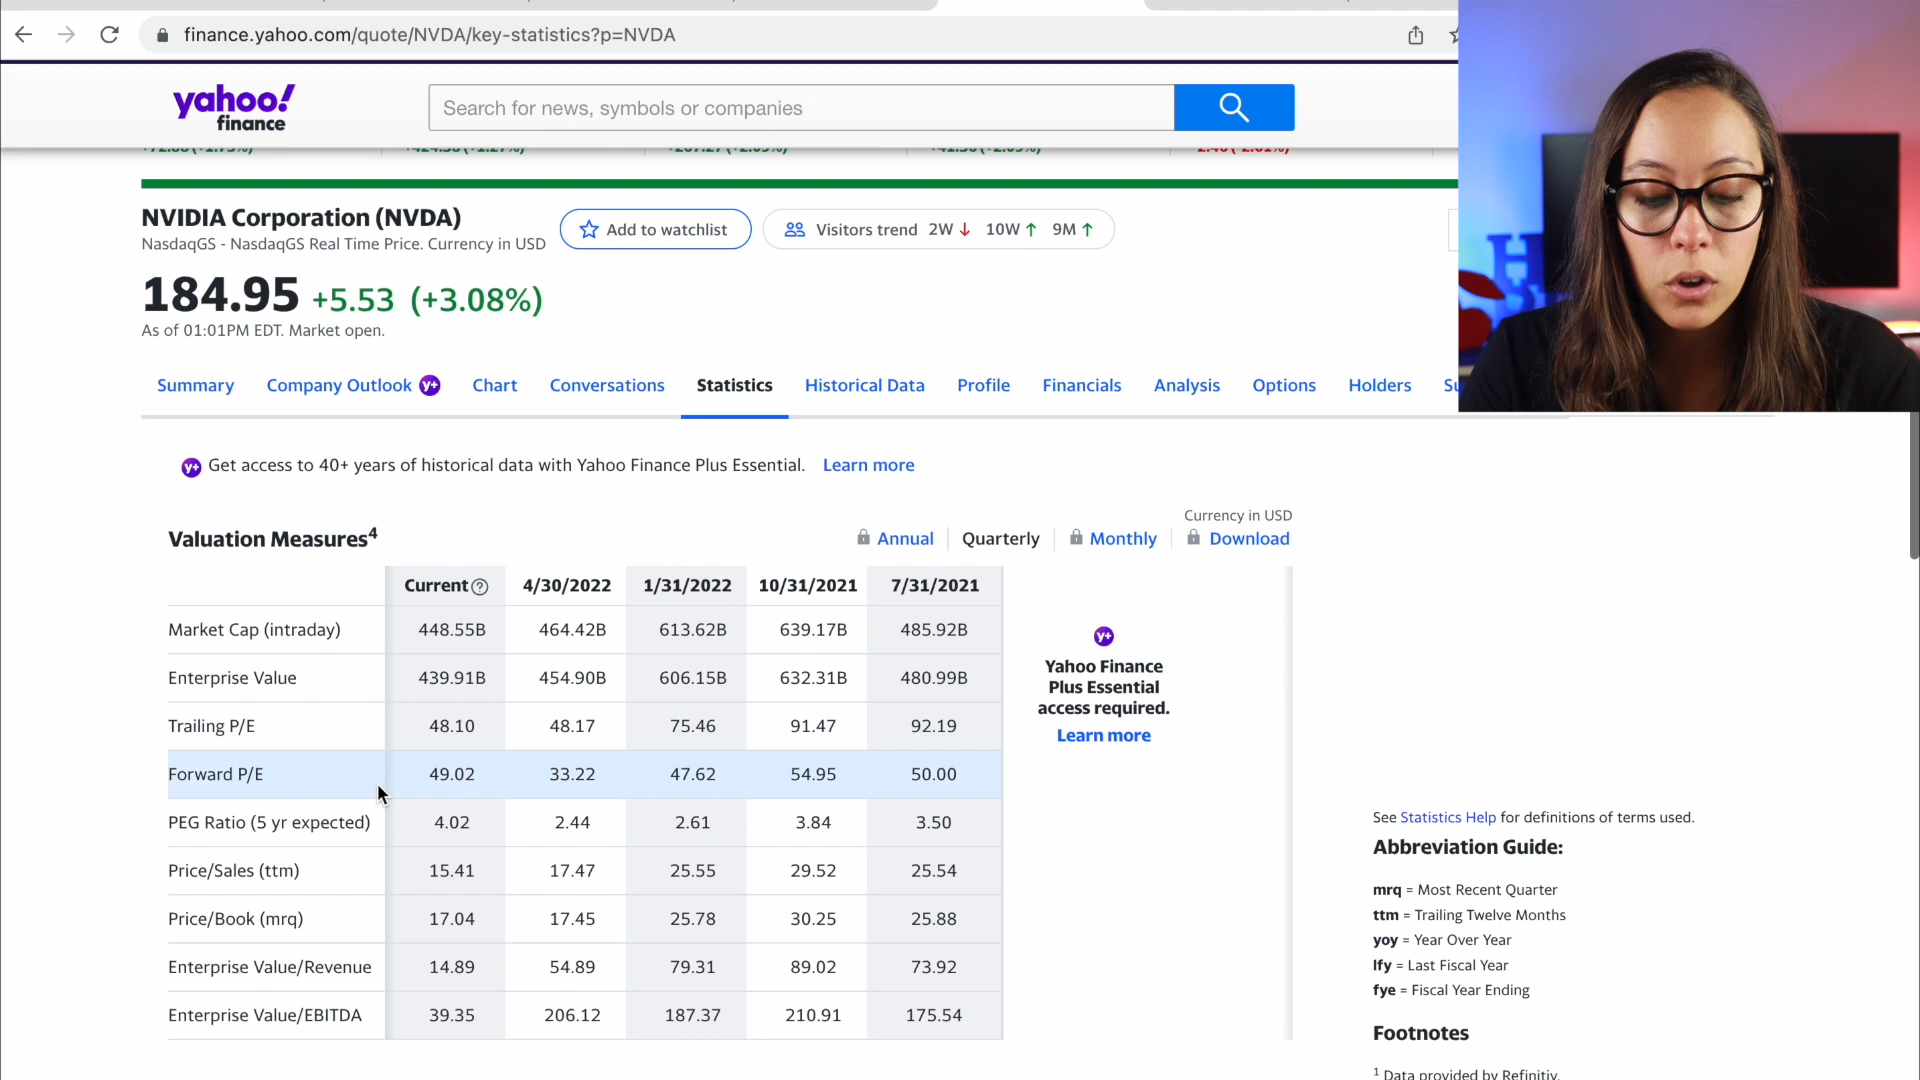 finance.yahoo.com/quote/NVDA/key-statistics?p=NVDA
yahoo!
finance
Search for news, symbols or companies
NVIDIA Corporation (NVDA)
NasdaqGS - NasdaqGS Real Time Price. Currency in USD
Add to watchlist
Visitors trend 2W ↓ 10W ↑ 9M ↑
184.95 +5.53 (+3.08%)
As of 01:01PM EDT. Market open.
Summary Company Outlook y+ Chart Conversations Statistics Historical Data Profile Financials Analysis Options Holders
y+ Get access to 40+ years of historical data with Yahoo Finance Plus Essential. Learn more
Currency in USD
Valuation Measures4 Annual Quarterly Monthly Download
Current ? 4/30/2022 1/31/2022 10/31/2021 7/31/2021
Market Cap (intraday) 448.55B 464.42B 613.62B 639.17B 485.92B
Enterprise Value 439.91B 454.90B 606.15B 632.31B 480.99B
Trailing P/E 48.10 48.17 75.46 91.47 92.19
Forward P/E 49.02 33.22 47.62 54.95 50.00
PEG Ratio (5 yr expected) 4.02 2.44 2.61 3.84 3.50
Price/Sales (ttm) 15.41 17.47 25.55 29.52 25.54
Price/Book (mrq) 17.04 17.45 25.78 30.25 25.88
Enterprise Value/Revenue 14.89 54.89 79.31 89.02 73.92
Enterprise Value/EBITDA 39.35 206.12 187.37 210.91 175.54
y+
Yahoo Finance
Plus Essential
access required.
Learn more
See Statistics Help for definitions of terms used.
Abbreviation Guide:
mrq = Most Recent Quarter
ttm = Trailing Twelve Months
yoy = Year Over Year
lfy = Last Fiscal Year
fye = Fiscal Year Ending
Footnotes
1 Data provided by Refinitiv.